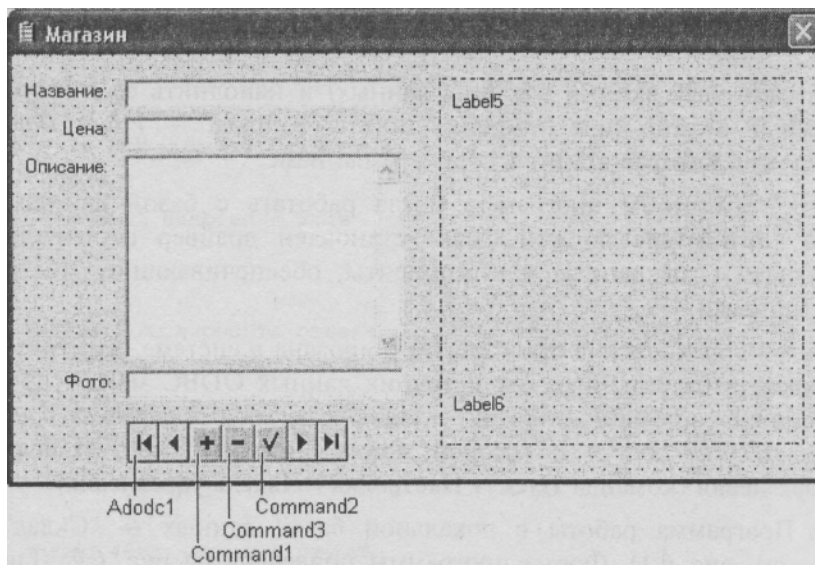 Магазин
Название:
Label5
Цена:
Описание:
Фото:
Label6
Adodc1
Command2
Command3
Command1